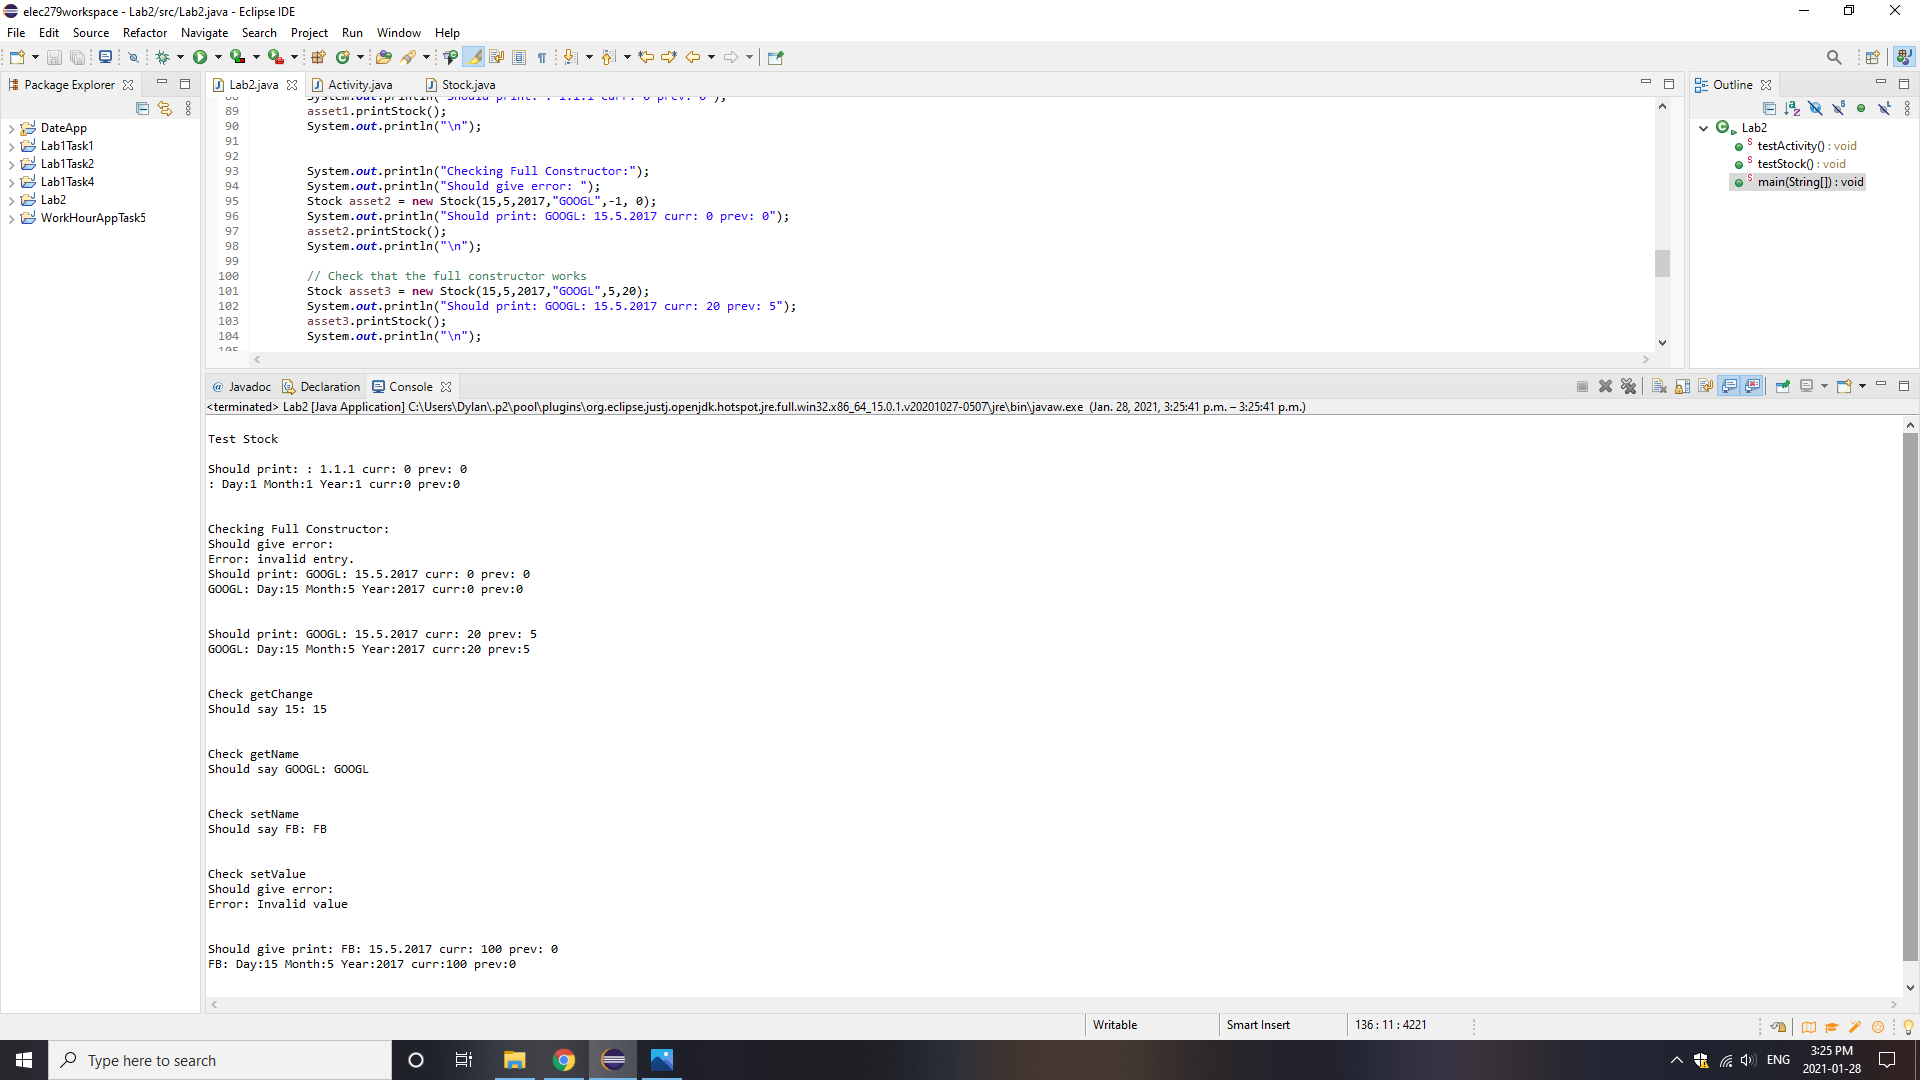 elec279workspace - Lab2/src/Lab2.java - Eclipse IDE
File Edit Source Refactor Navigate Search Project Run Window Help
Package Explorer
DateApp
Lab1Task1
Lab1Task2
Lab1Task4
Lab2
WorkHourAppTask5
Lab2.java Activity.java Stock.java
88 System.out.println("Should print: : 1.1.1 curr: 0 prev: 0");
89 asset1.printStock();
90 System.out.println("\n");
91
92
93 System.out.println("Checking Full Constructor:");
94 System.out.println("Should give error: ");
95 Stock asset2 = new Stock(15,5,2017,"GOOGL",-1, 0);
96 System.out.println("Should print: GOOGL: 15.5.2017 curr: 0 prev: 0");
97 asset2.printStock();
98 System.out.println("\n");
99
100 // Check that the full constructor works
101 Stock asset3 = new Stock(15,5,2017,"GOOGL",5,20);
102 System.out.println("Should print: GOOGL: 15.5.2017 curr: 20 prev: 5");
103 asset3.printStock();
104 System.out.println("\n");
105
Outline
Lab2
testActivity() : void
testStock() : void
main(String[]) : void
@ Javadoc Declaration Console
<terminated> Lab2 [Java Application] C:\Users\Dylan\.p2\pool\plugins\org.eclipse.justj.openjdk.hotspot.jre.full.win32.x86_64_15.0.1.v20201027-0507\jre\bin\javaw.exe (Jan. 28, 2021, 3:25:41 p.m. – 3:25:41 p.m.)
Test Stock
Should print: : 1.1.1 curr: 0 prev: 0
: Day:1 Month:1 Year:1 curr:0 prev:0
Checking Full Constructor:
Should give error:
Error: invalid entry.
Should print: GOOGL: 15.5.2017 curr: 0 prev: 0
GOOGL: Day:15 Month:5 Year:2017 curr:0 prev:0
Should print: GOOGL: 15.5.2017 curr: 20 prev: 5
GOOGL: Day:15 Month:5 Year:2017 curr:20 prev:5
Check getChange
Should say 15: 15
Check getName
Should say GOOGL: GOOGL
Check setName
Should say FB: FB
Check setValue
Should give error:
Error: Invalid value
Should give print: FB: 15.5.2017 curr: 100 prev: 0
FB: Day:15 Month:5 Year:2017 curr:100 prev:0
Writable Smart Insert 136 : 11 : 4221
Type here to search
ENG
3:25 PM
2021-01-28